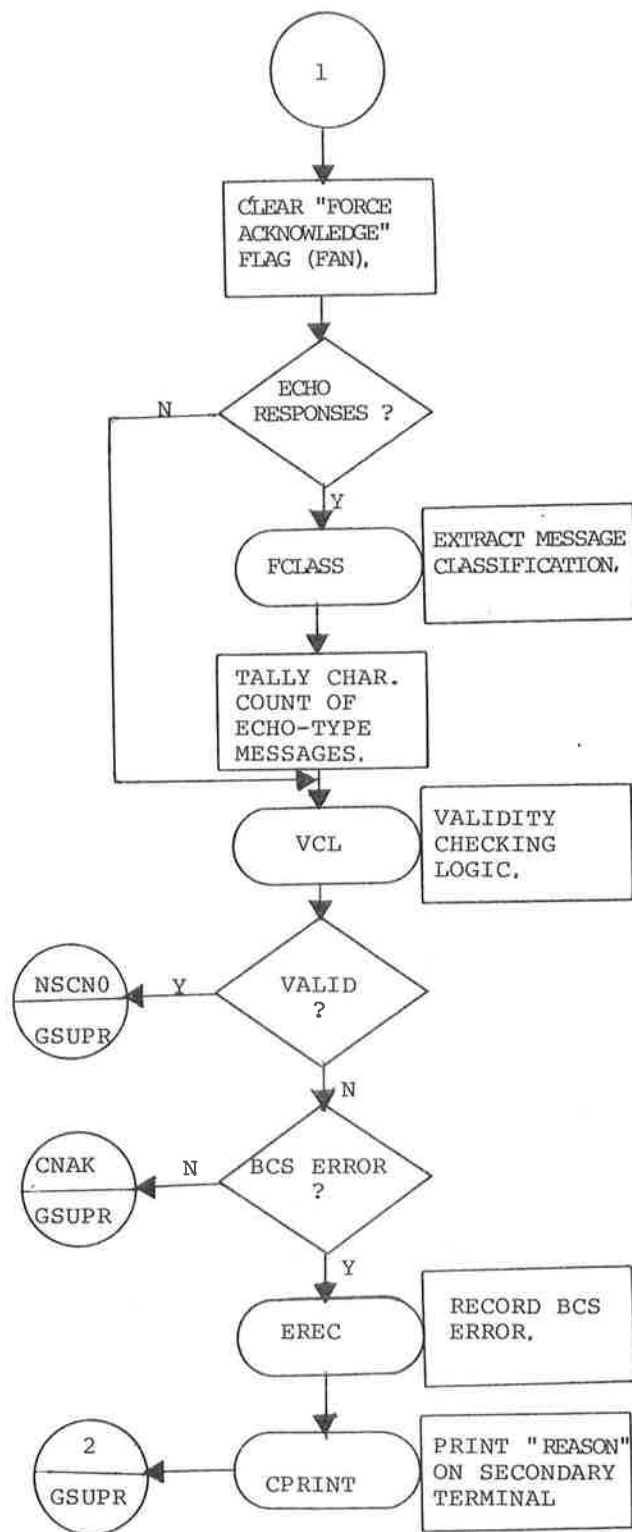 1
CLEAR "FORCE
ACKNOWLEDGE"
FLAG (FAN).
ECHO
RESPONSES ?
N
Y
FCLASS
EXTRACT MESSAGE
CLASSIFICATION.
TALLY CHAR.
COUNT OF
ECHO-TYPE
MESSAGES.
VCL
VALIDITY
CHECKING
LOGIC.
VALID
?
Y
NSCN0
GSUPR
N
BCS ERROR
?
N
CNAK
GSUPR
Y
EREC
RECORD BCS
ERROR.
CPRINT
PRINT "REASON"
ON SECONDARY
TERMINAL
2
GSUPR